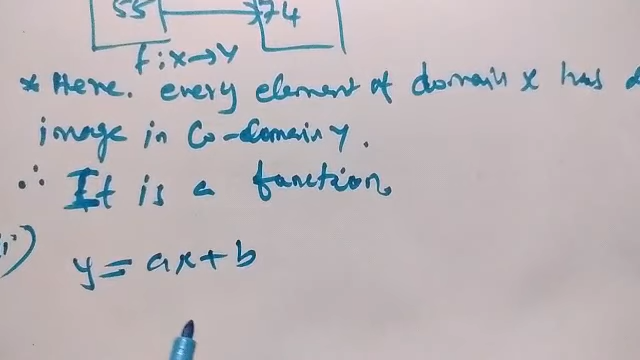 55 74
f : x → y
* Here. every element of domain x has
image in Co-domain y.
∴ It is a function.
y = ax + b